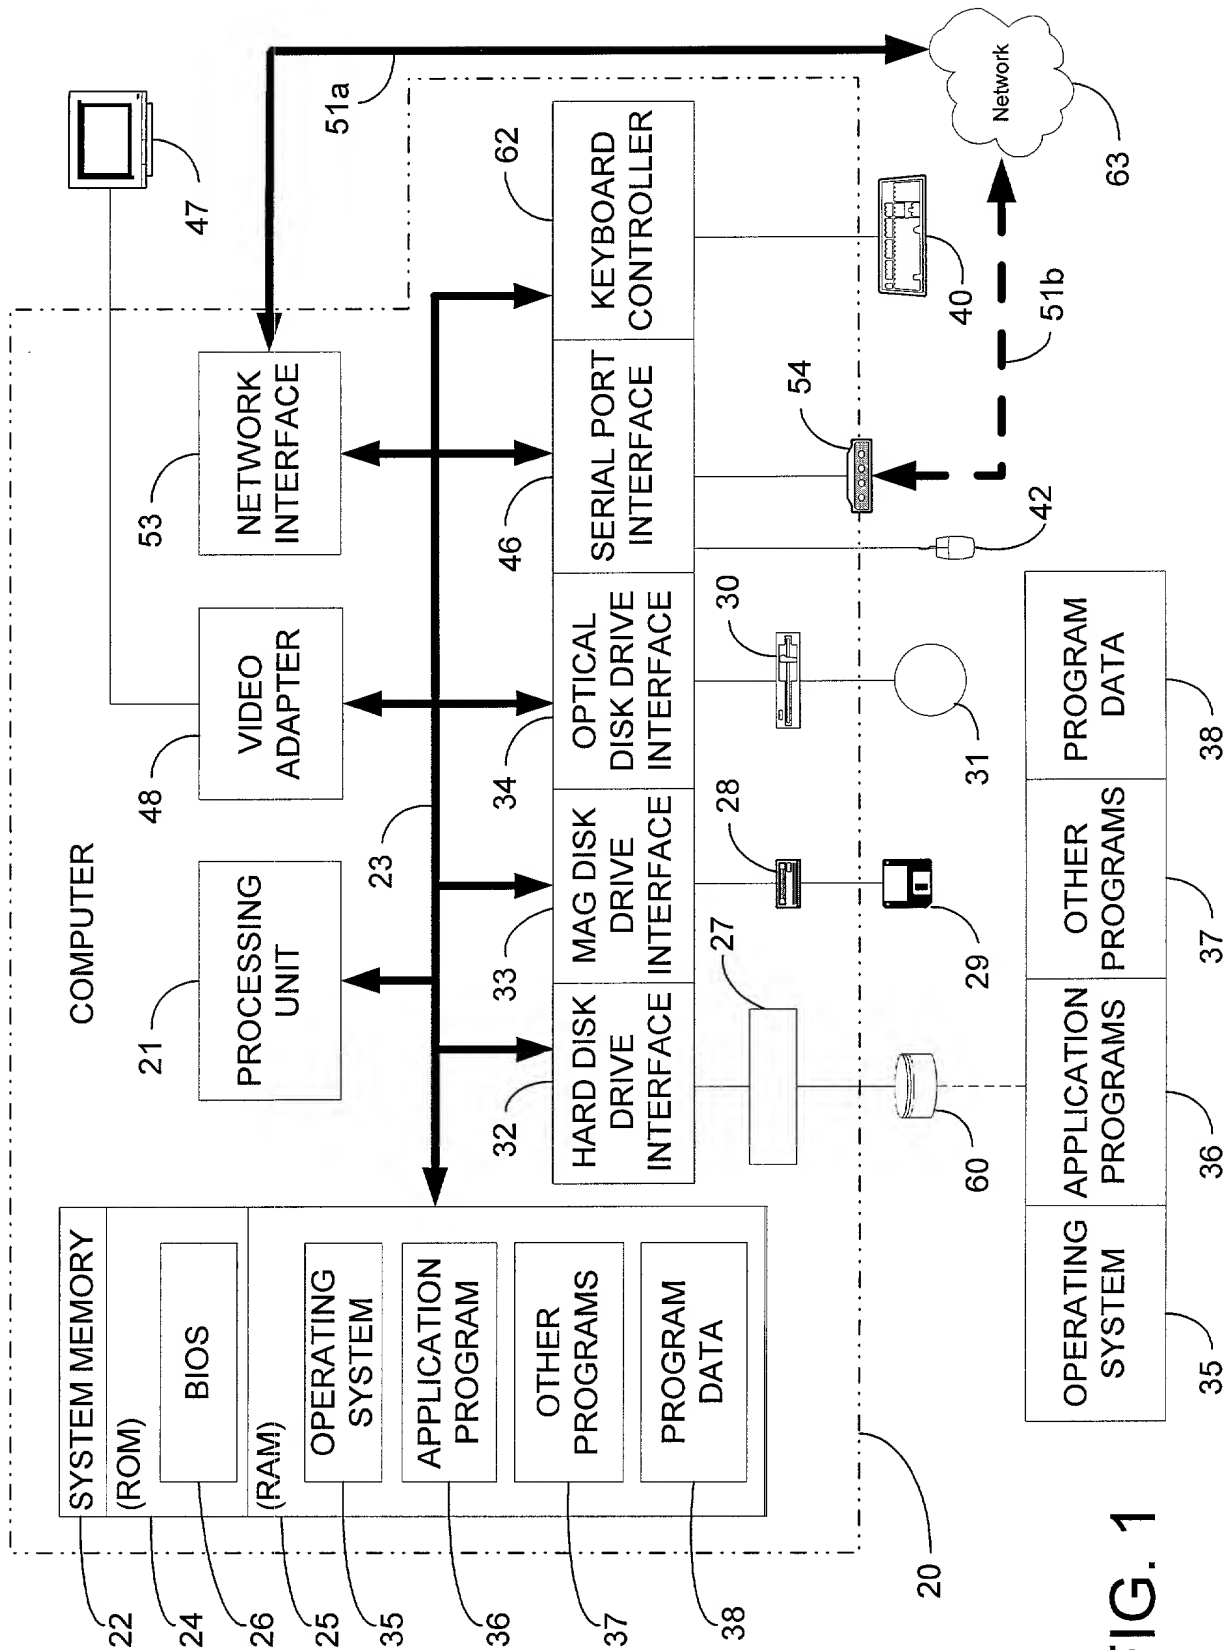 COMPUTER
22
24
26
25
35
36
37
38
SYSTEM MEMORY
(ROM)
BIOS
(RAM)
OPERATING
SYSTEM
APPLICATION
PROGRAM
OTHER
PROGRAMS
PROGRAM
DATA
21
PROCESSING
UNIT
48
VIDEO
ADAPTER
53
NETWORK
INTERFACE
47
51a
23
32
HARD DISK
DRIVE
INTERFACE
33
MAG DISK
DRIVE
INTERFACE
34
OPTICAL
DISK DRIVE
INTERFACE
46
SERIAL PORT
INTERFACE
62
KEYBOARD
CONTROLLER
27
28
30
54
20
60
29
31
42
40
51b
Network
63
OPERATING
SYSTEM
APPLICATION
PROGRAMS
OTHER
PROGRAMS
PROGRAM
DATA
35
36
37
38
FIG. 1